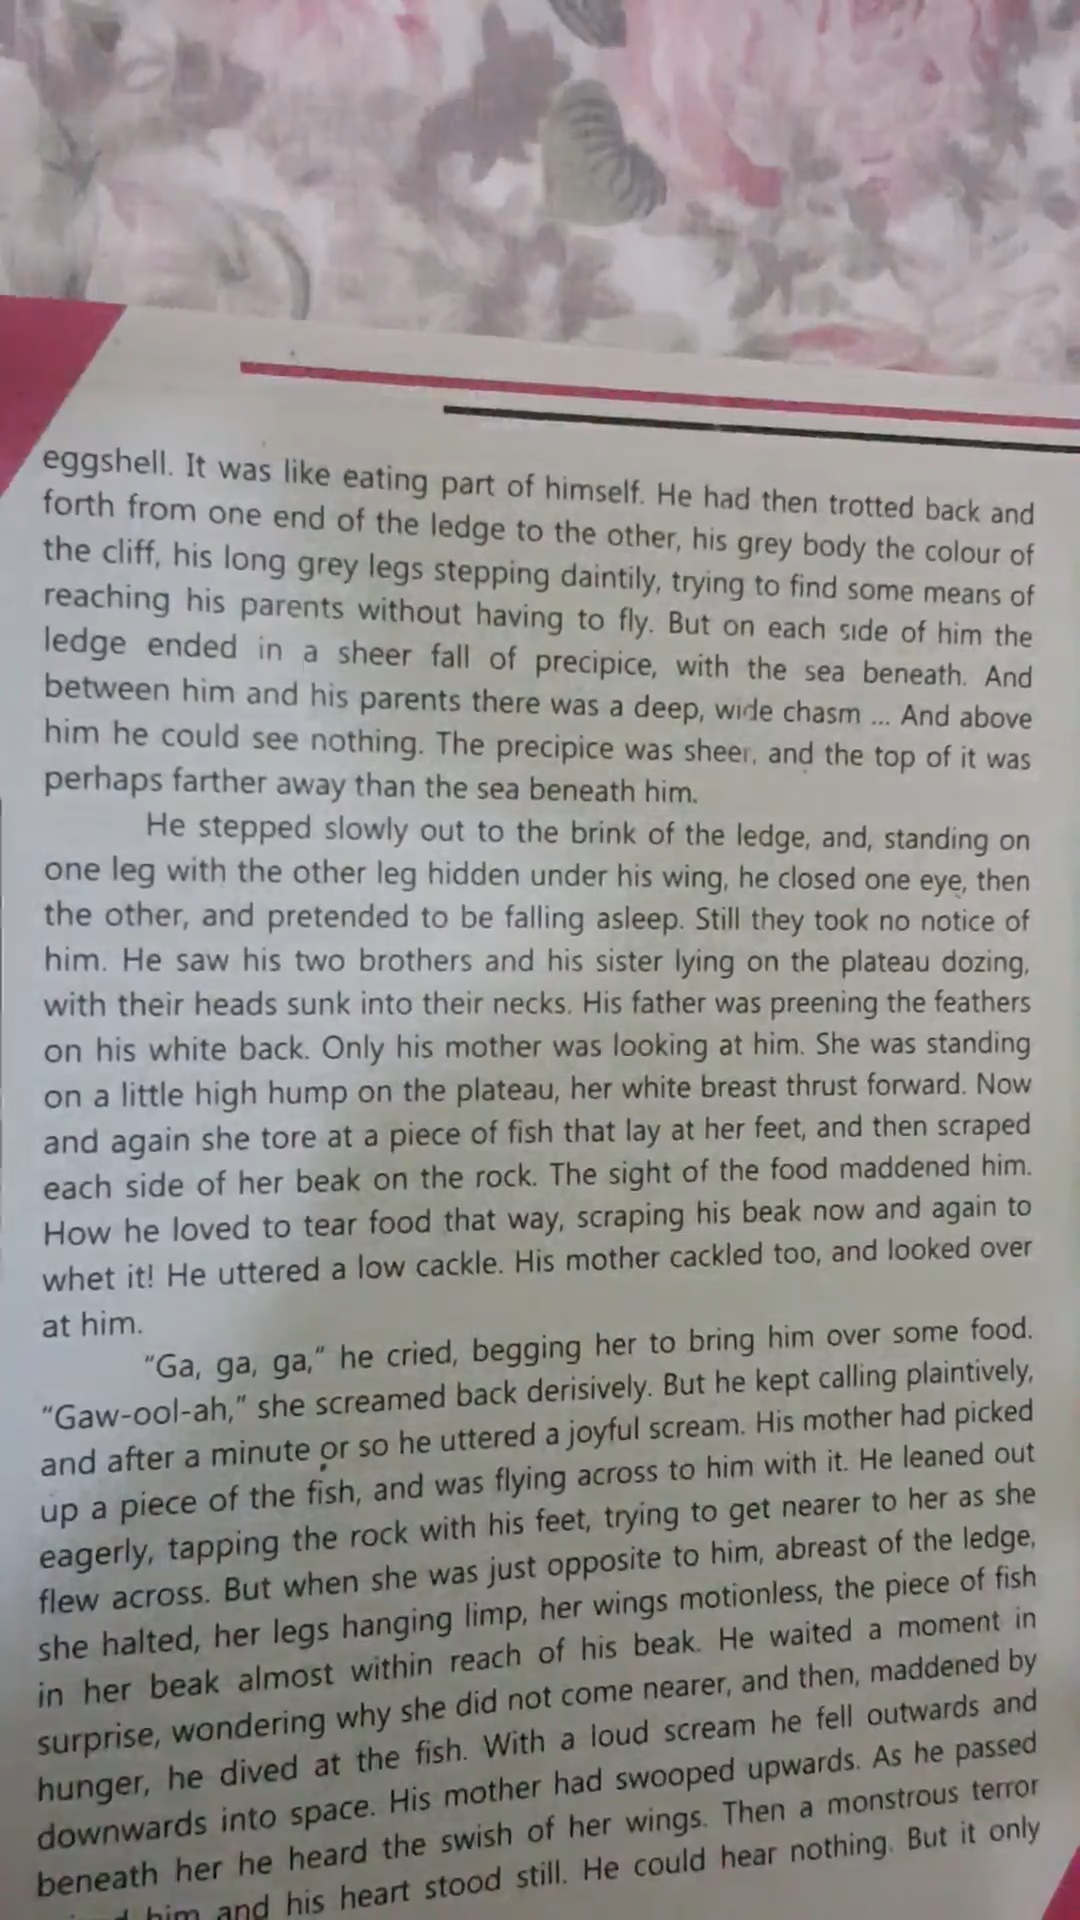 eggshell. It was like eating part of himself. He had then trotted back and
forth from one end of the ledge to the other, his grey body the colour of
the cliff, his long grey legs stepping daintily, trying to find some means of
reaching his parents without having to fly. But on each side of him the
ledge ended in a sheer fall of precipice, with the sea beneath. And
between him and his parents there was a deep, wide chasm ... And above
him he could see nothing. The precipice was sheer, and the top of it was
perhaps farther away than the sea beneath him.
He stepped slowly out to the brink of the ledge, and, standing on
one leg with the other leg hidden under his wing, he closed one eye, then
the other, and pretended to be falling asleep. Still they took no notice of
him. He saw his two brothers and his sister lying on the plateau dozing,
with their heads sunk into their necks. His father was preening the feathers
on his white back. Only his mother was looking at him. She was standing
on a little high hump on the plateau, her white breast thrust forward. Now
and again she tore at a piece of fish that lay at her feet, and then scraped
each side of her beak on the rock. The sight of the food maddened him.
How he loved to tear food that way, scraping his beak now and again to
whet it! He uttered a low cackle. His mother cackled too, and looked over
at him.
"Ga, ga, ga," he cried, begging her to bring him over some food.
"Gaw-ool-ah," she screamed back derisively. But he kept calling plaintively,
and after a minute or so he uttered a joyful scream. His mother had picked
up a piece of the fish, and was flying across to him with it. He leaned out
eagerly, tapping the rock with his feet, trying to get nearer to her as she
flew across. But when she was just opposite to him, abreast of the ledge,
she halted, her legs hanging limp, her wings motionless, the piece of fish
in her beak almost within reach of his beak. He waited a moment in
surprise, wondering why she did not come nearer, and then, maddened by
hunger, he dived at the fish. With a loud scream he fell outwards and
downwards into space. His mother had swooped upwards. As he passed
beneath her he heard the swish of her wings. Then a monstrous terror
him and his heart stood still. He could hear nothing. But it only